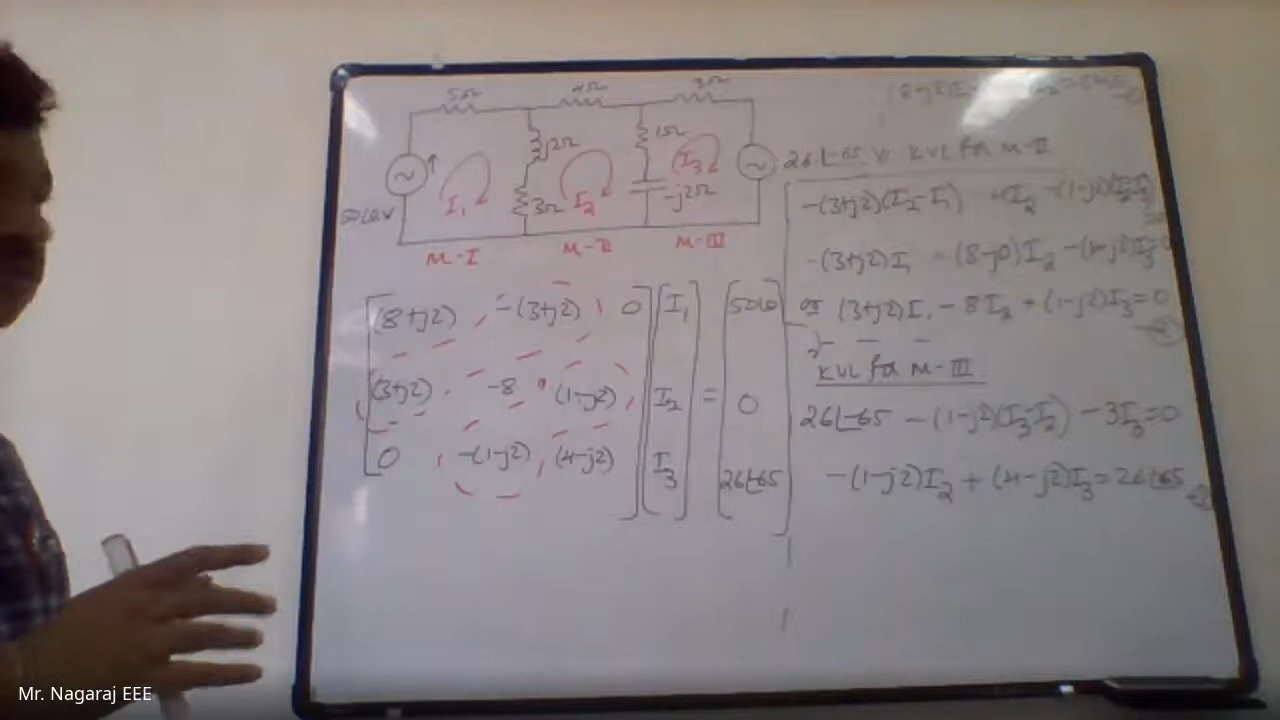 5Ω 4Ω 3Ω
j2Ω 1Ω
3Ω -j2Ω
I₁ I₂ I₃
M-I M-II M-III
26∠-65 V KVL for M-II
-(3+j2)(I₂-I₁) -4I₂ -(1-j2)(I₂-I₃)
-(3+j2)I₁ -(8-j0)I₂
or (3+j2)I₁ -8I₂ +(1-j2)I₃=0
KVL for M-III
26∠-65 -(1-j2)(I₃-I₂) -3I₃=0
-(1-j2)I₂ +(4-j2)I₃=26∠-65
(8+j2) , -(3+j2) , 0 I₁ 50∠0
(3+j2) , -8 , (1-j2) , I₂ = 0
0 , -(1-j2) , (4-j2) I₃ 26∠-65
Mr. Nagaraj EEE